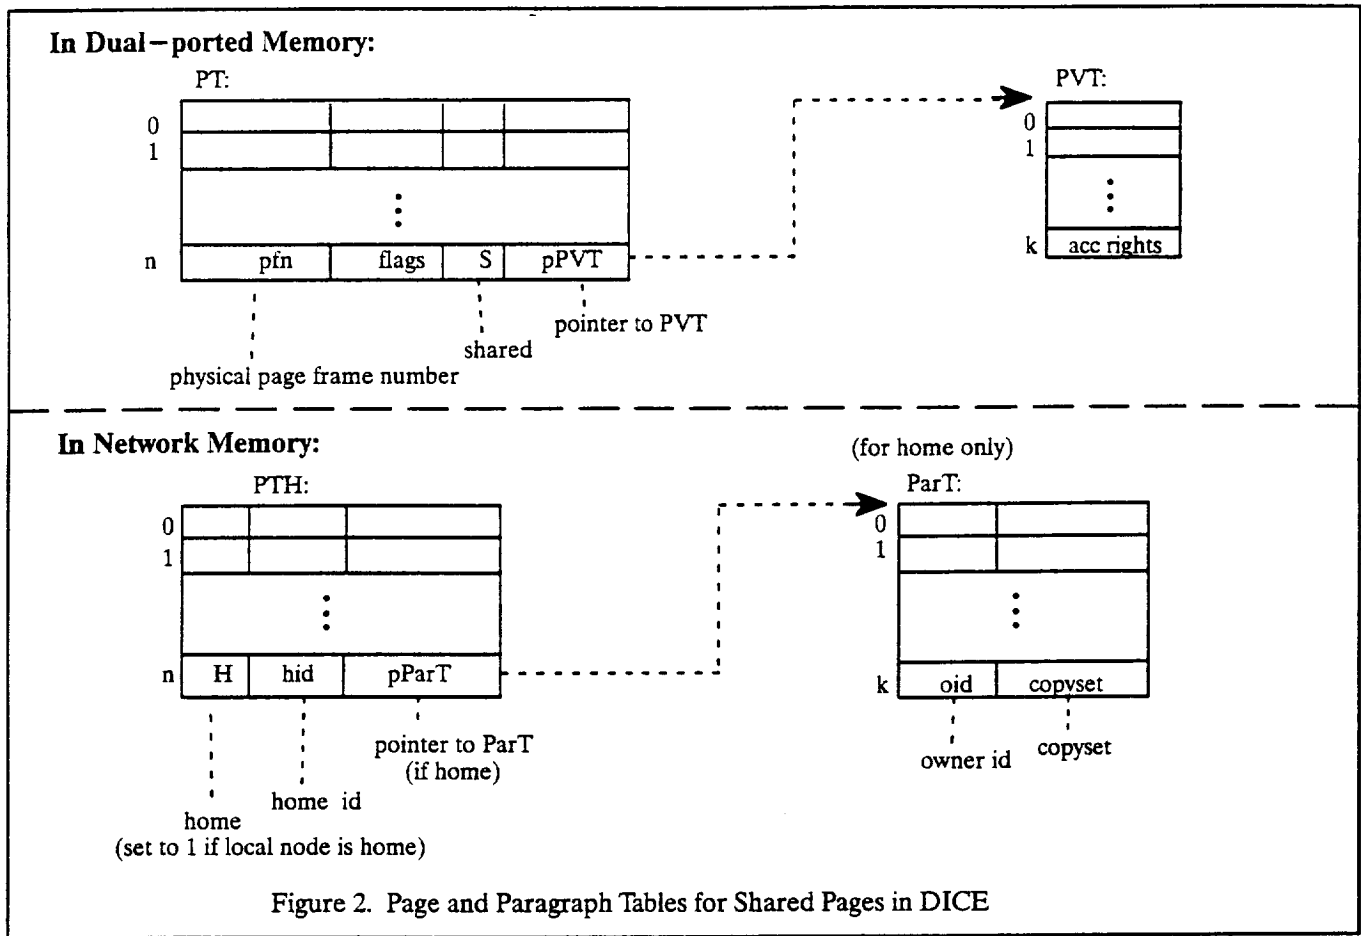 In Dual-ported Memory:
PT:
PVT:
0
1
n pfn flags S pPVT
0
1
k acc rights
pointer to PVT
shared
physical page frame number
In Network Memory:
(for home only)
PTH:
ParT:
0
1
n H hid pParT
0
1
k oid copyset
pointer to ParT
(if home)
owner id
copyset
home id
home
(set to 1 if local node is home)
Figure 2. Page and Paragraph Tables for Shared Pages in DICE